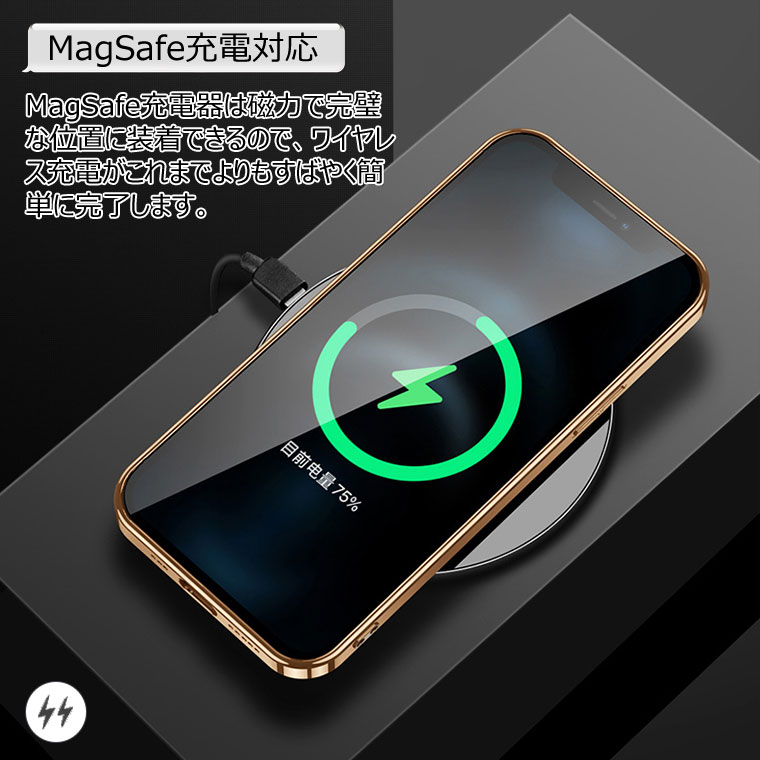 MagSafe充電対応
MagSafe充電器は磁力で完璧
な位置に装着できるので、ワイヤレ
ス充電がこれまでよりもすばやく簡
単に完了します。
目前电量 75%